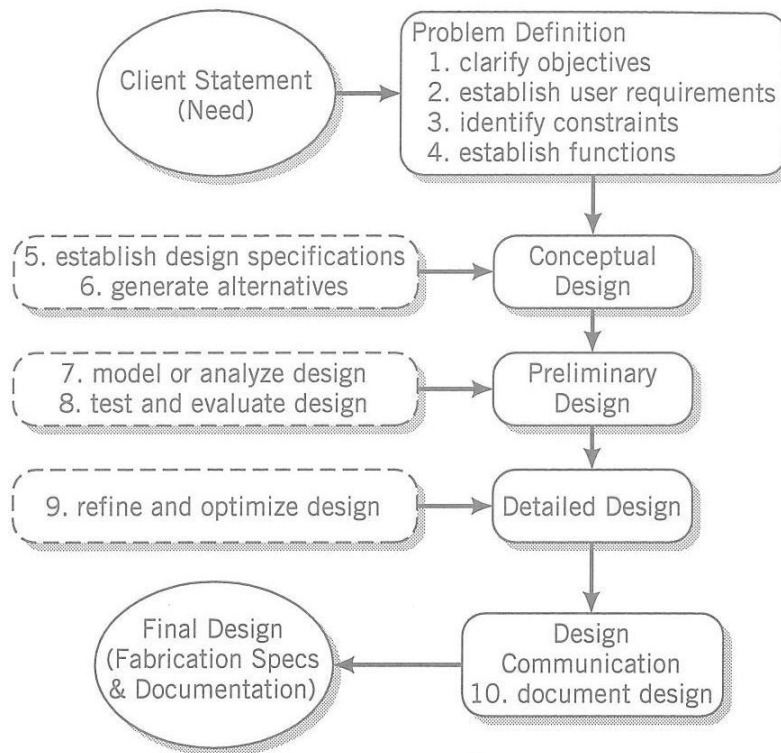 Client Statement
(Need)
Problem Definition
1. clarify objectives
2. establish user requirements
3. identify constraints
4. establish functions
5. establish design specifications
6. generate alternatives
Conceptual
Design
7. model or analyze design
8. test and evaluate design
Preliminary
Design
9. refine and optimize design
Detailed Design
Design
Communication
10. document design
Final Design
(Fabrication Specs
& Documentation)